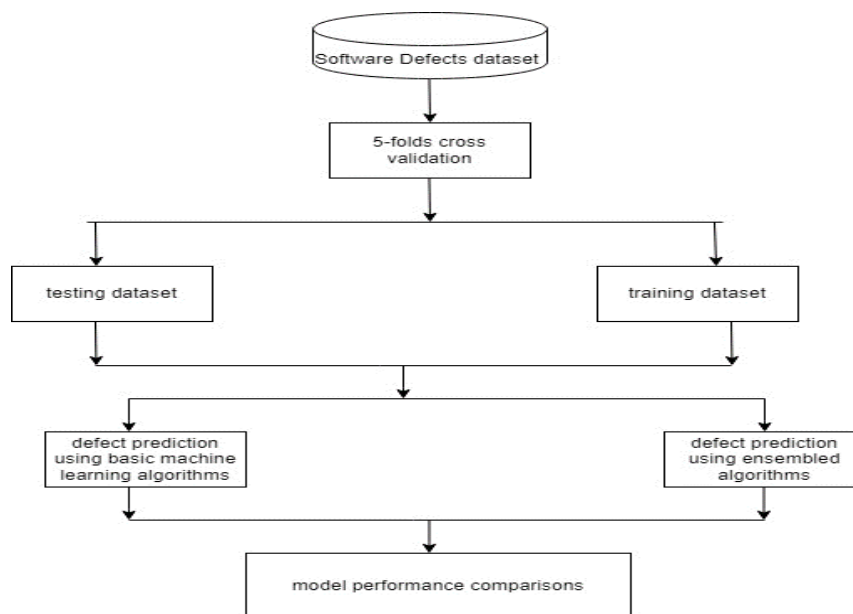 Software Defects dataset
5-folds cross
validation
testing dataset
training dataset
defect prediction
using basic machine
learning algorithms
defect prediction
using ensembled
algorithms
model performance comparisons